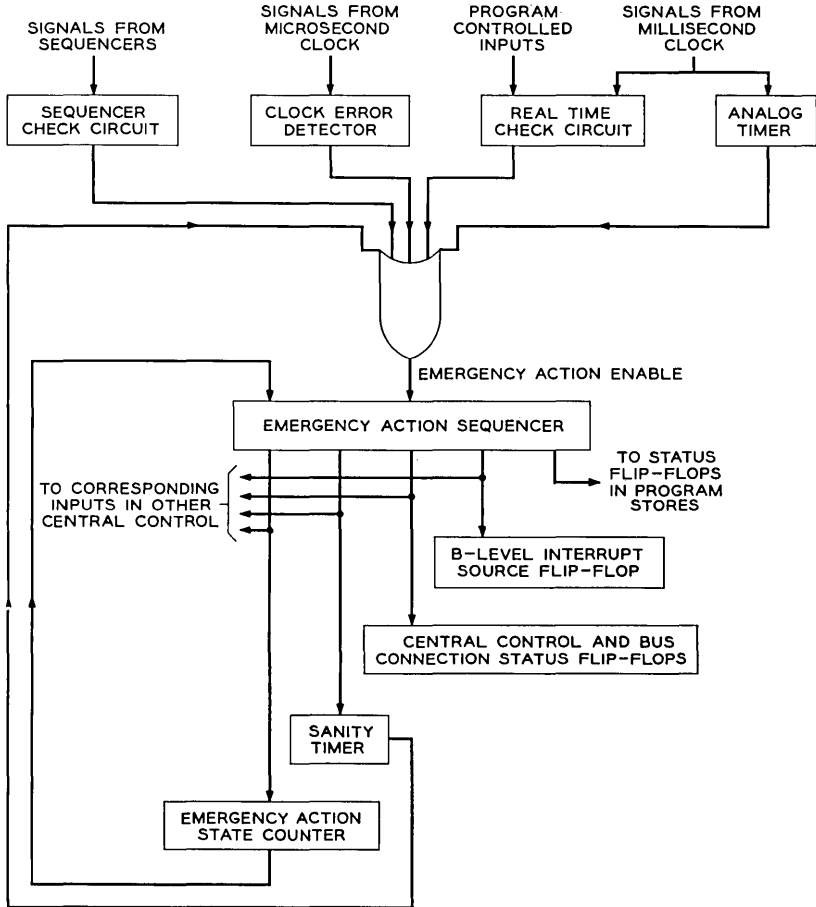 SIGNALS FROM
SEQUENCERS
SIGNALS FROM
MICROSECOND
CLOCK
PROGRAM-
CONTROLLED
INPUTS
SIGNALS FROM
MILLISECOND
CLOCK
SEQUENCER
CHECK CIRCUIT
CLOCK ERROR
DETECTOR
REAL TIME
CHECK CIRCUIT
ANALOG
TIMER
EMERGENCY ACTION ENABLE
EMERGENCY ACTION SEQUENCER
TO CORRESPONDING
INPUTS IN OTHER
CENTRAL CONTROL
TO STATUS
FLIP-FLOPS
IN PROGRAM
STORES
B-LEVEL INTERRUPT
SOURCE FLIP-FLOP
CENTRAL CONTROL AND BUS
CONNECTION STATUS FLIP-FLOPS
SANITY
TIMER
EMERGENCY ACTION
STATE COUNTER